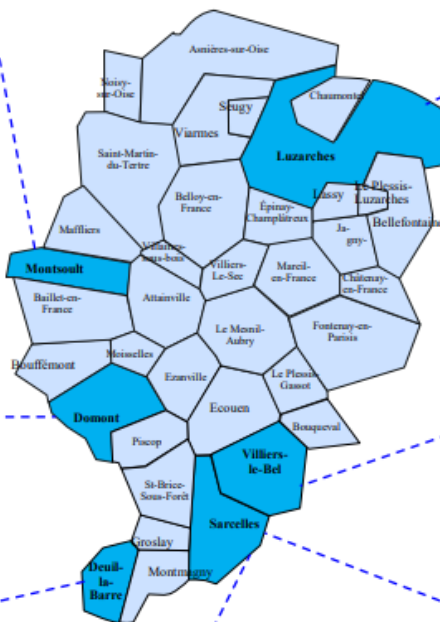 Asnières-sur-Oise
Noisy-
sur-Oise
Seugy
Chaumontel
Viarmes
Saint-Martin-
du-Tertre
Luzarches
Belloy-en-
France
Lassy
Le Plessis-
Luzarches
Épinay-
Champlâtreux
Bellefontaine
Ja-
gny-
Maffliers
Villaines-
sous-bois
Montsoult
Villiers-
Le-Sec
Mareil-
en-France
Châtenay-
en-France
Baillet-en-
France
Attainville
Le Mesnil-
Aubry
Fontenay-en-
Parisis
Moisselles
Bouffémont
Ezanville
Le Plessis-
Gassot
Ecouen
Domont
Bouqueval
Piscop
Villiers-
le-Bel
St-Brice-
Sous-Forêt
Sarcelles
Groslay
Deuil-
la-
Barre
Montmagny